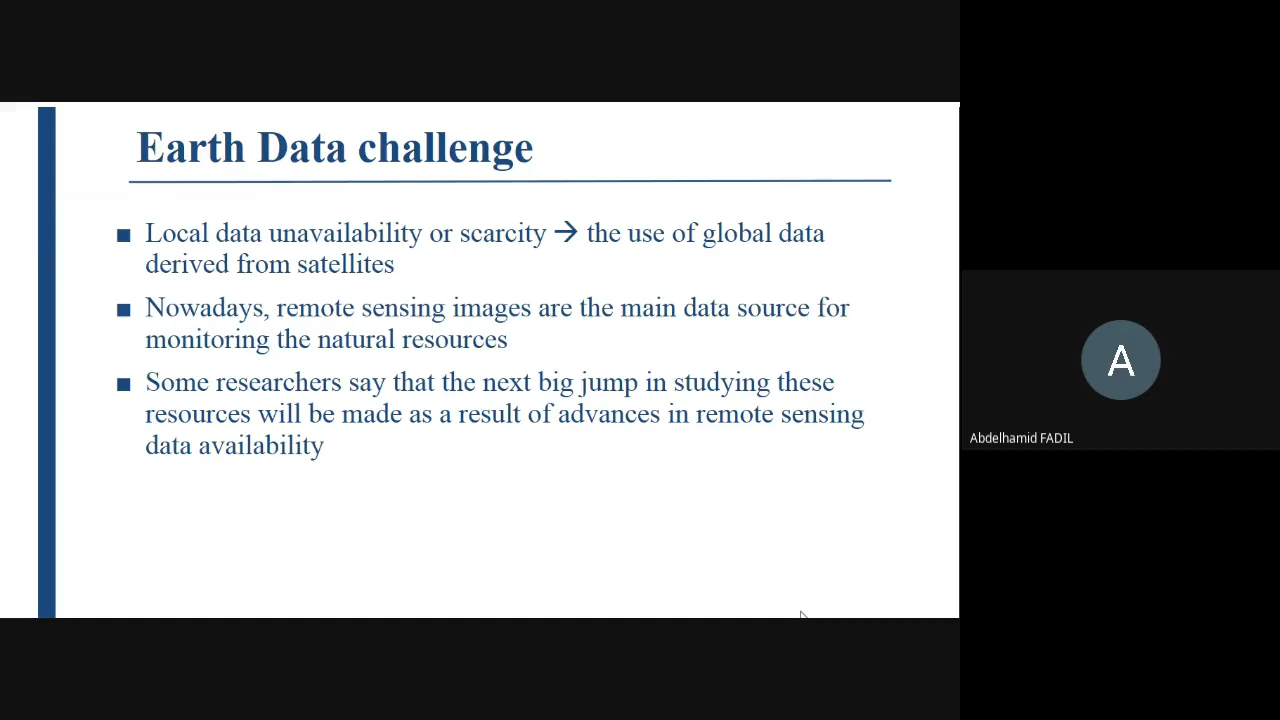 Earth Data challenge
■ Local data unavailability or scarcity → the use of global data
derived from satellites
■ Nowadays, remote sensing images are the main data source for
monitoring the natural resources
■ Some researchers say that the next big jump in studying these
resources will be made as a result of advances in remote sensing
data availability
A
Abdelhamid FADIL